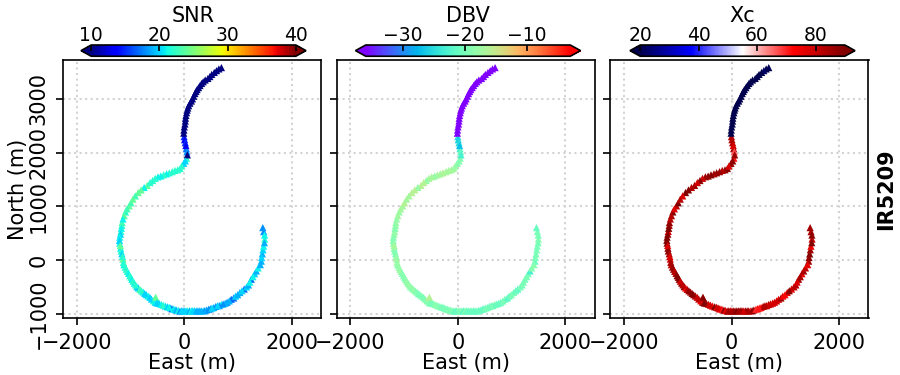 SNR DBV Xc
10 20 30 40 −30 −20 −10 20 40 60 80
North (m)
3000
2000
1000
0
−1000
−2000 0 2000 −2000 0 2000 −2000 0 2000
East (m) East (m) East (m)
IR5209